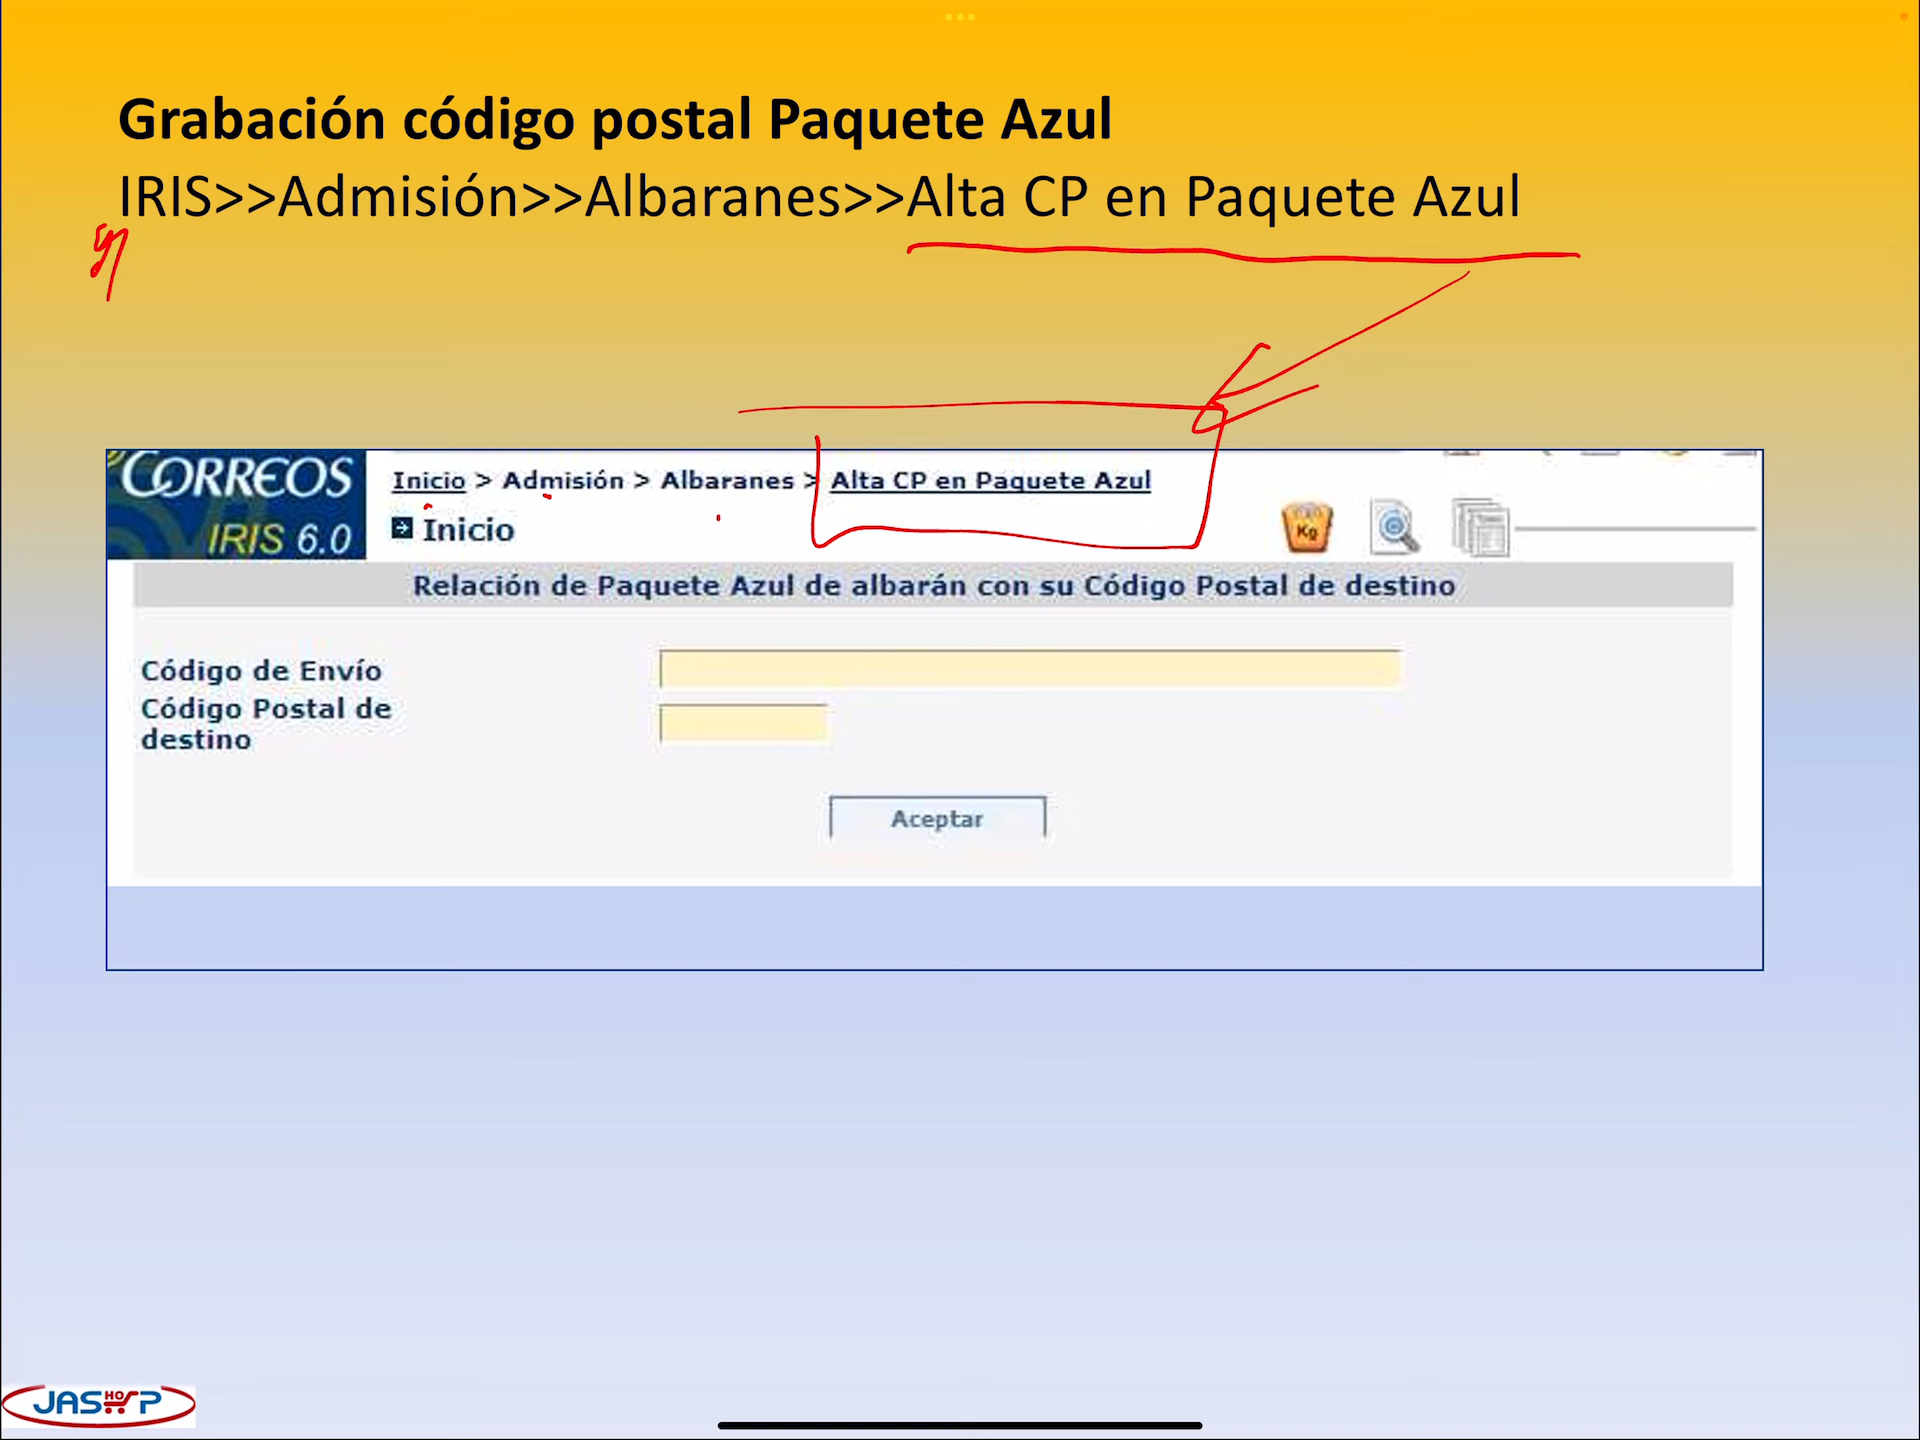 Grabación código postal Paquete Azul
IRIS>>Admisión>>Albaranes>>Alta CP en Paquete Azul
CORREOS
IRIS 6.0
Inicio > Admisión > Albaranes > Alta CP en Paquete Azul
Inicio
Kg
Relación de Paquete Azul de albarán con su Código Postal de destino
Código de Envío
Código Postal de
destino
Aceptar
JASHOP